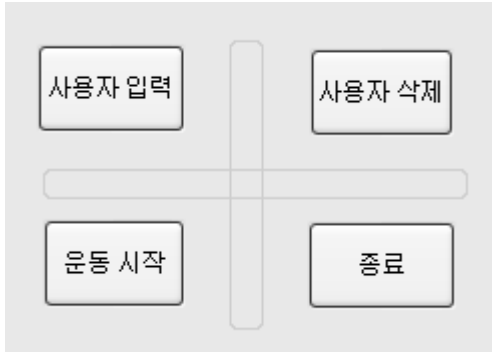 사용자 입력
사용자 삭제
운동 시작
종료